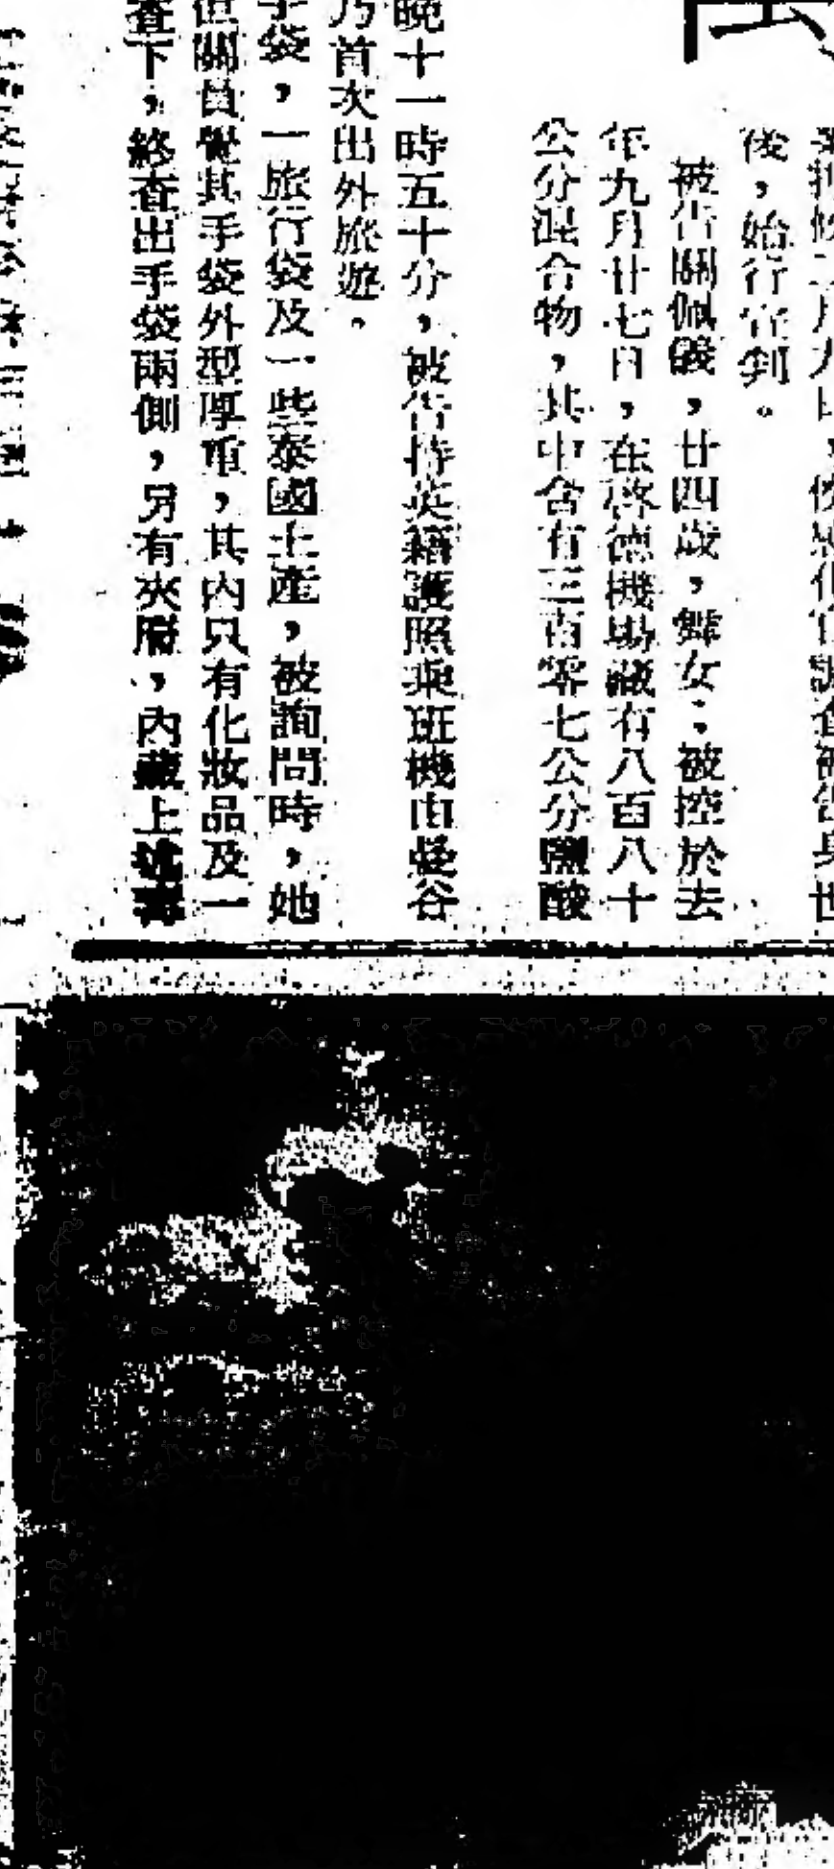 後，始行宣判。
被告關佩儀，廿四歲，舞女；被控於去
年九月廿七日，在啓德機場藏有八百八十
公分混合物，其中含有三百零七公分鹽酸
晚十一時五十分，被告持英籍護照乘班機由曼谷
乃首次出外旅遊。
手袋，一旅行袋及一些泰國土產，被詢問時，她
但關員覺其手袋外型厚重，其內只有化妝品及一
查下，終查出手袋兩側，另有夾層，內藏上述毒